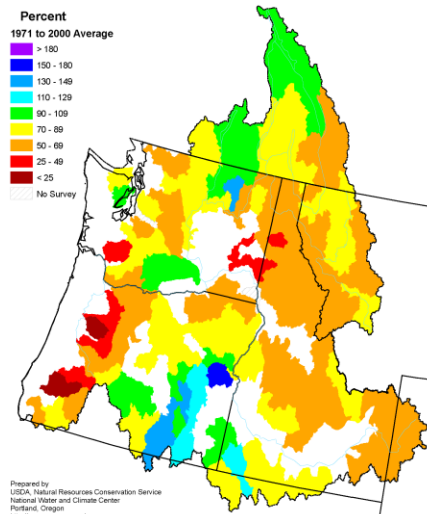 Percent
1971 to 2000 Average
> 180
150 - 180
130 - 149
110 - 129
90 - 109
70 - 89
50 - 69
25 - 49
< 25
No Survey
Prepared by
USDA, Natural Resources Conservation Service
National Water and Climate Center
Portland, Oregon